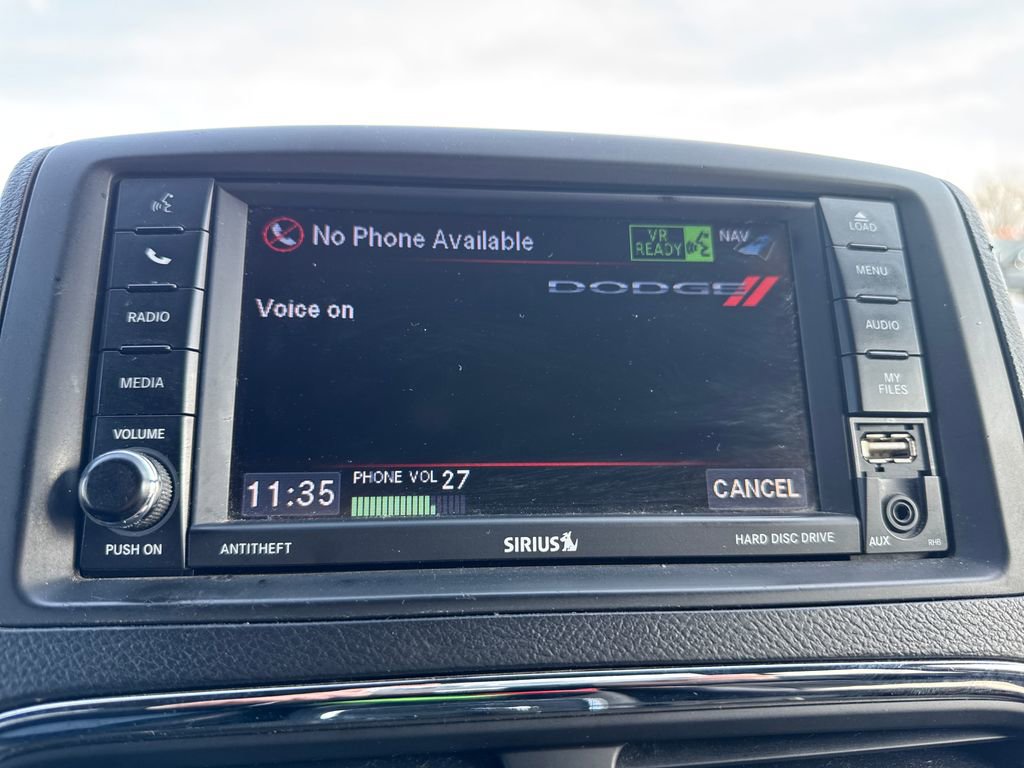 No Phone Available
VR
READY
NAV
DODGE
Voice on
11:35
PHONE VOL 27
CANCEL
RADIO
MEDIA
VOLUME
PUSH ON
LOAD
MENU
AUDIO
MY
FILES
AUX
RHB
ANTITHEFT
SIRIUS
HARD DISC DRIVE